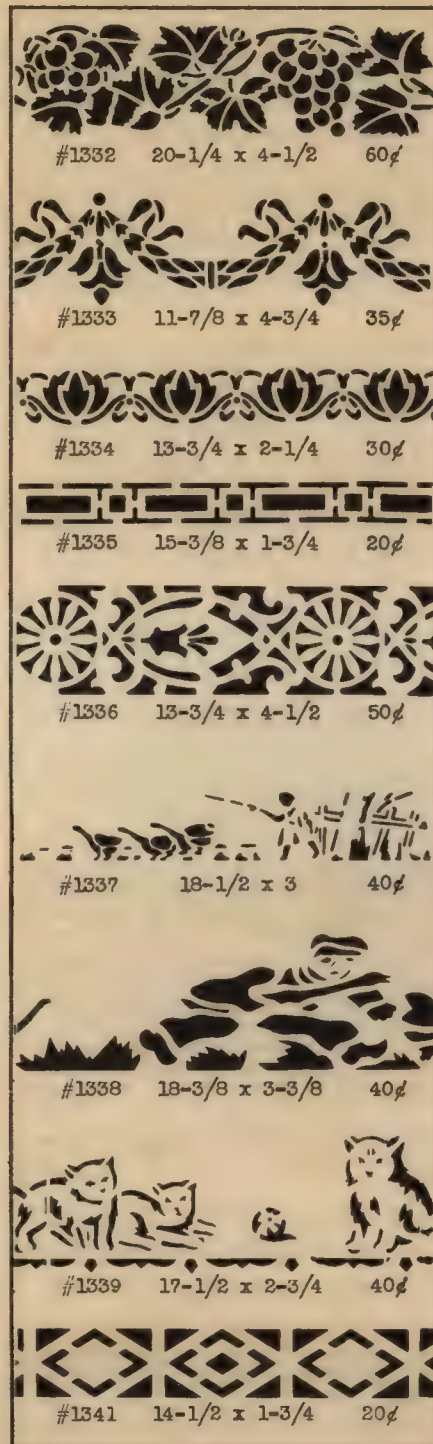 #1332 20-1/4 x 4-1/2 60¢
#1333 11-7/8 x 4-3/4 35¢
#1334 13-3/4 x 2-1/4 30¢
#1335 15-3/8 x 1-3/4 20¢
#1336 13-3/4 x 4-1/2 50¢
#1337 18-1/2 x 3 40¢
#1338 18-3/8 x 3-3/8 40¢
#1339 17-1/2 x 2-3/4 40¢
#1341 14-1/2 x 1-3/4 20¢